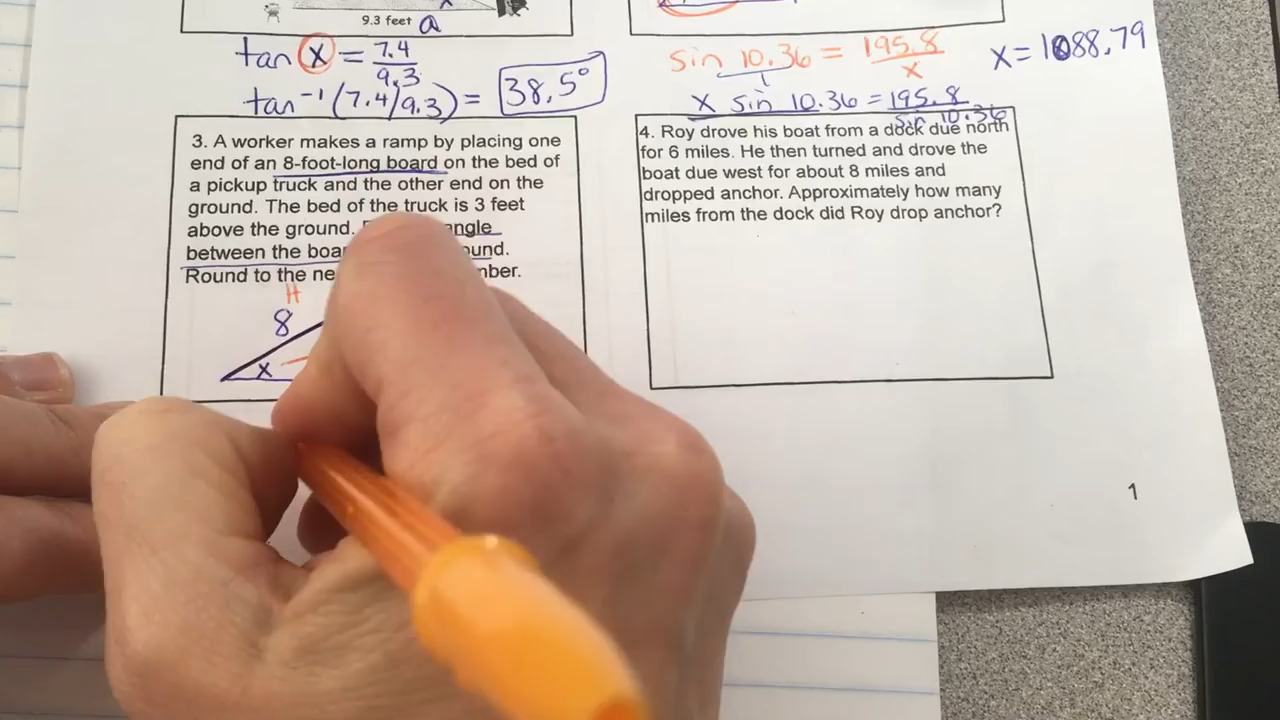 9.3 feet a
tan(x) = 7.4
9.3
tan⁻¹(7.4/9.3) = 38.5°
sin 10.36 = 195.8
1 x
x sin 10.36 = 195.8
sin 10.36
x = 1088.79
3. A worker makes a ramp by placing one
end of an 8-foot-long board on the bed of
a pickup truck and the other end on the
ground. The bed of the truck is 3 feet
above the ground.
between the
Round to the
H
8
x
4. Roy drove his boat from a dock due north
for 6 miles. He then turned and drove the
boat due west for about 8 miles and
dropped anchor. Approximately how many
miles from the dock did Roy drop anchor?
1